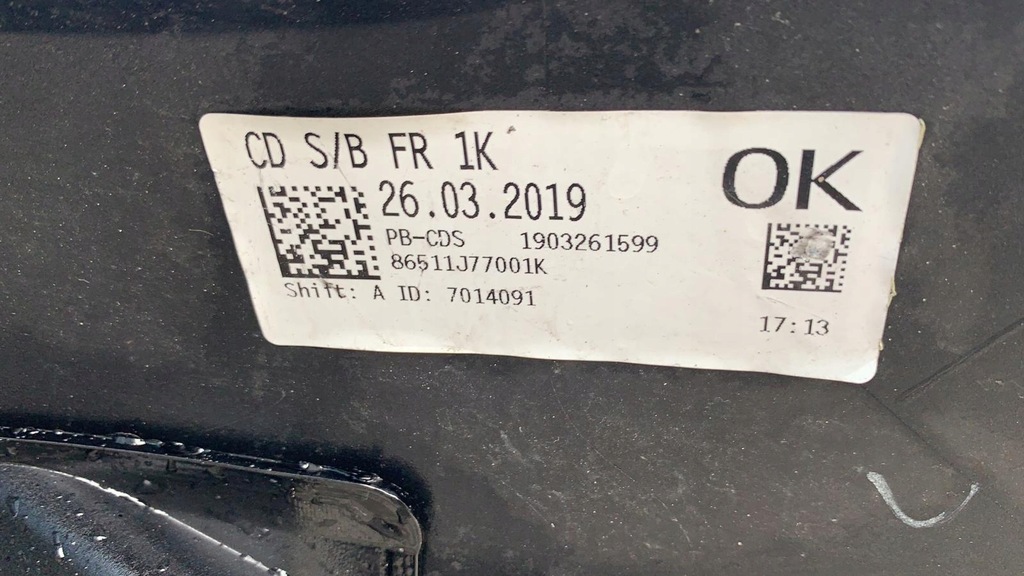 CD S/B FR 1K
OK
26.03.2019
PB-CDS 1903261599
86511J77001K
Shift: A ID: 7014091
17:13